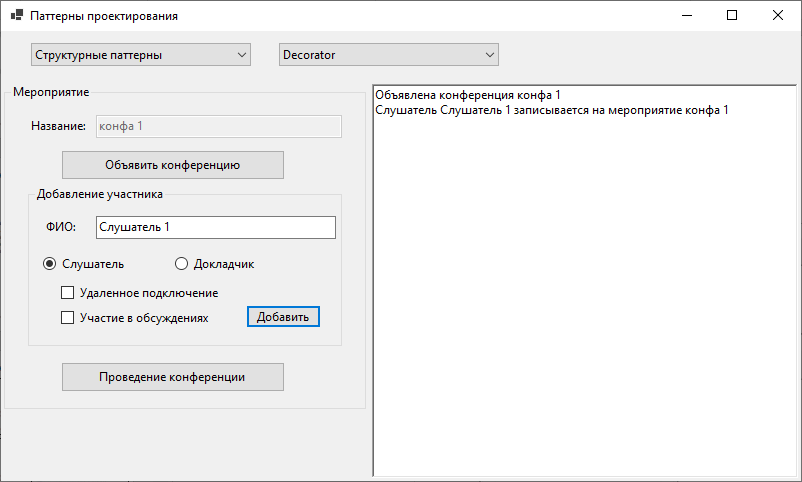 Паттерны проектирования
Структурные паттерны
Decorator
Мероприятие
Название:
конфа 1
Объявить конференцию
Добавление участника
ФИО:
Слушатель 1
Слушатель
Докладчик
Удаленное подключение
Участие в обсуждениях
Добавить
Проведение конференции
Объявлена конференция конфа 1
Слушатель Слушатель 1 записывается на мероприятие конфа 1